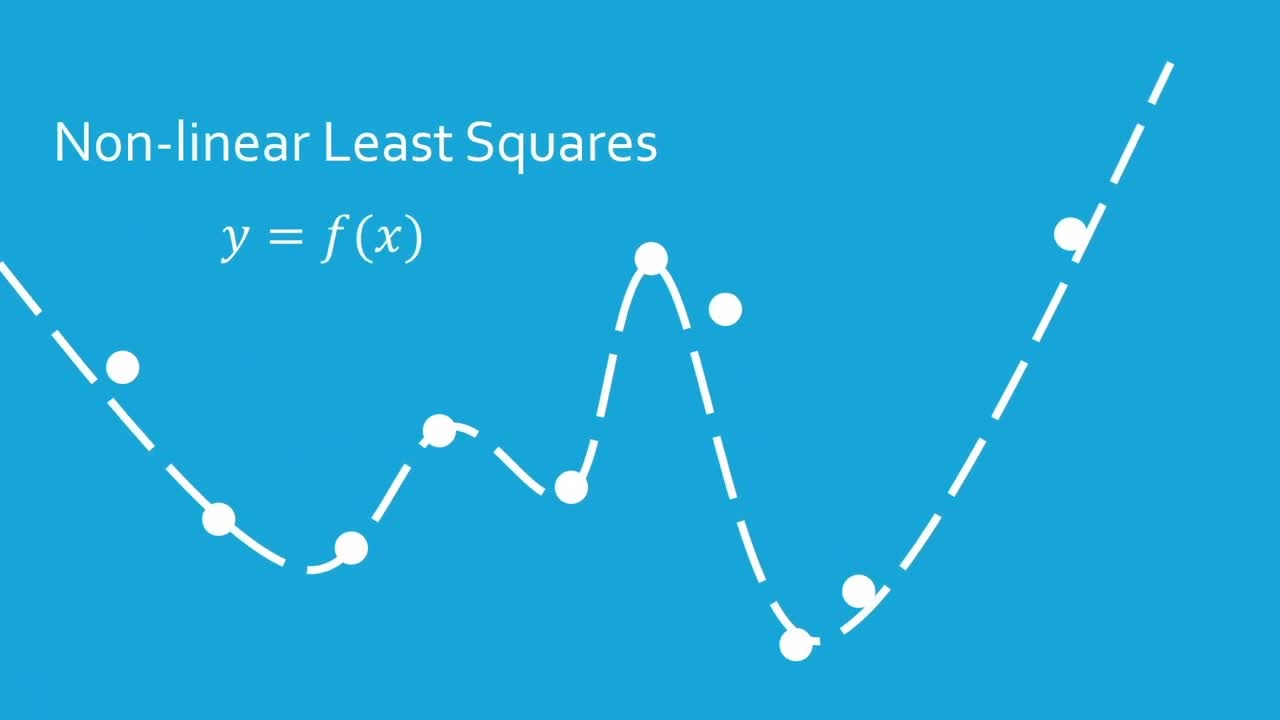 Non-linear Least Squares
y = f(x)